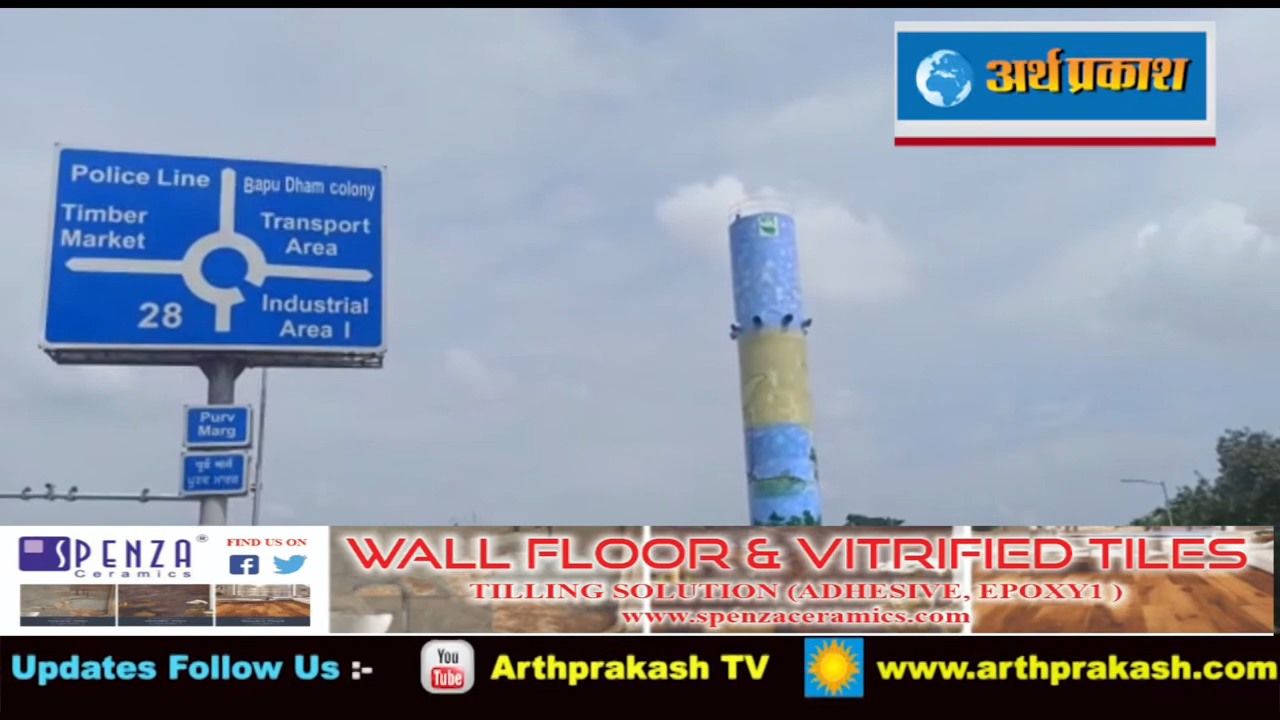 अर्थ प्रकाश
Police Line
Bapu Dham colony
Timber
Market
Transport
Area
28
Industrial
Area I
Purv
Marg
पूर्व मार्ग
ਪੂਰਵ ਮਾਰਗ
SPENZA®
Ceramics
FIND US ON
WALL FLOOR & VITRIFIED TILES
TILLING SOLUTION (ADHESIVE, EPOXY1 )
www.spenzaceramics.com
Updates Follow Us :-
You
Tube
Arthprakash TV
www.arthprakash.com